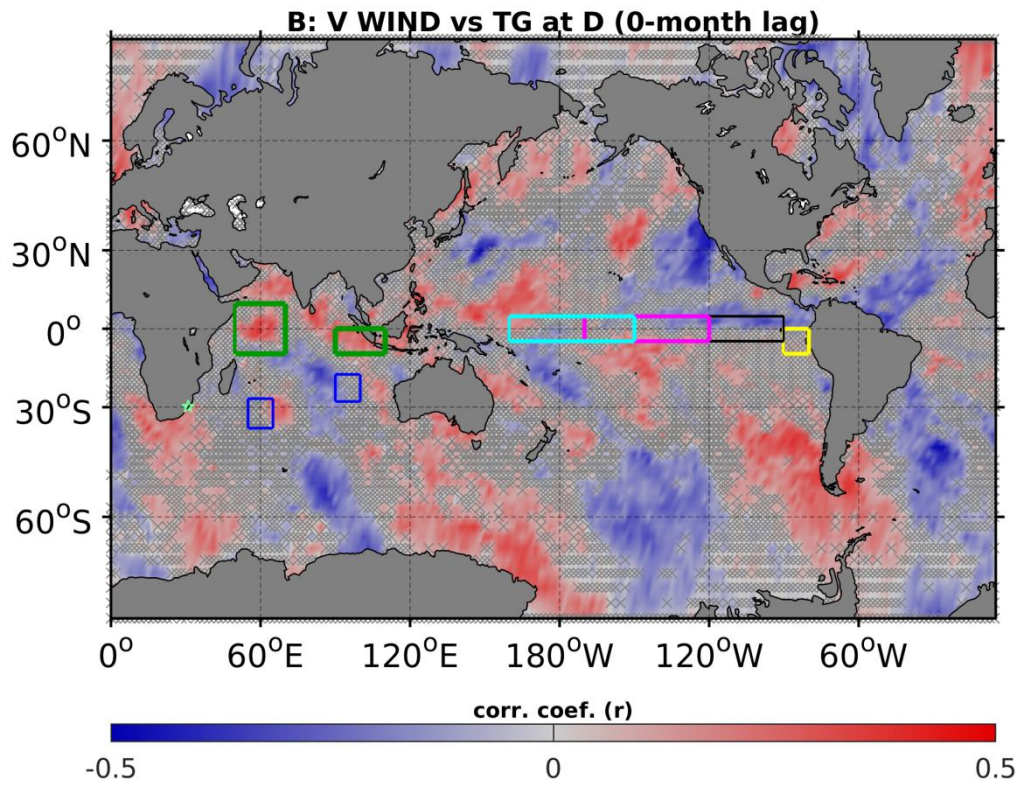 B: V WIND vs TG at D (0-month lag)
60°N
30°N
0°
30°S
60°S
0° 60°E 120°E 180°W 120°W 60°W
corr. coef. (r)
-0.5 0 0.5